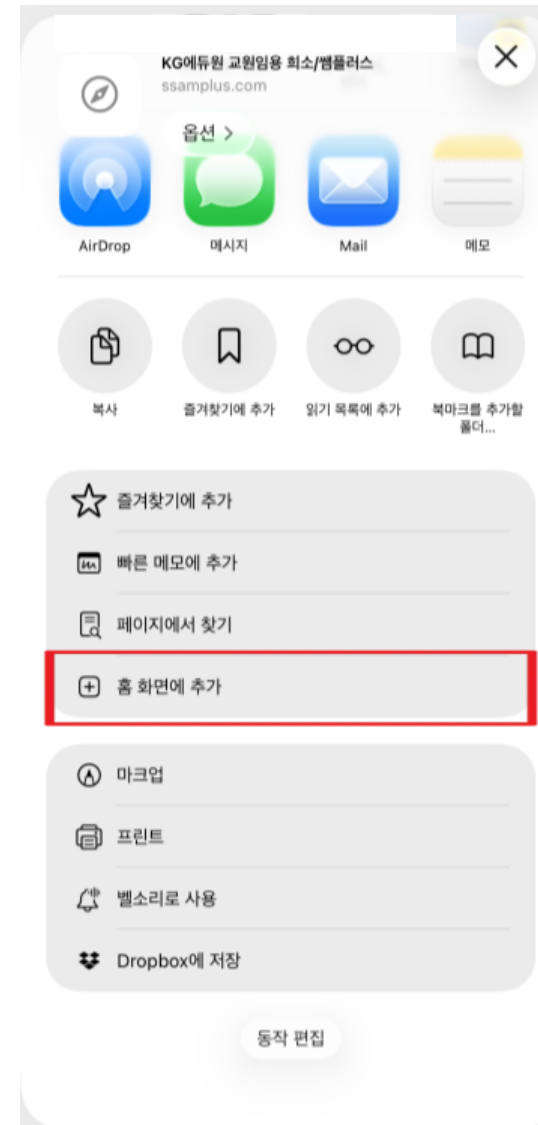 KG에듀원 교원임용 희소/쌤플러스
ssamplus.com
옵션 >
AirDrop
메시지
Mail
메모
복사
즐겨찾기에 추가
읽기 목록에 추가
북마크를 추가할
폴더...
즐겨찾기에 추가
빠른 메모에 추가
페이지에서 찾기
홈 화면에 추가
마크업
프린트
벨소리로 사용
Dropbox에 저장
동작 편집